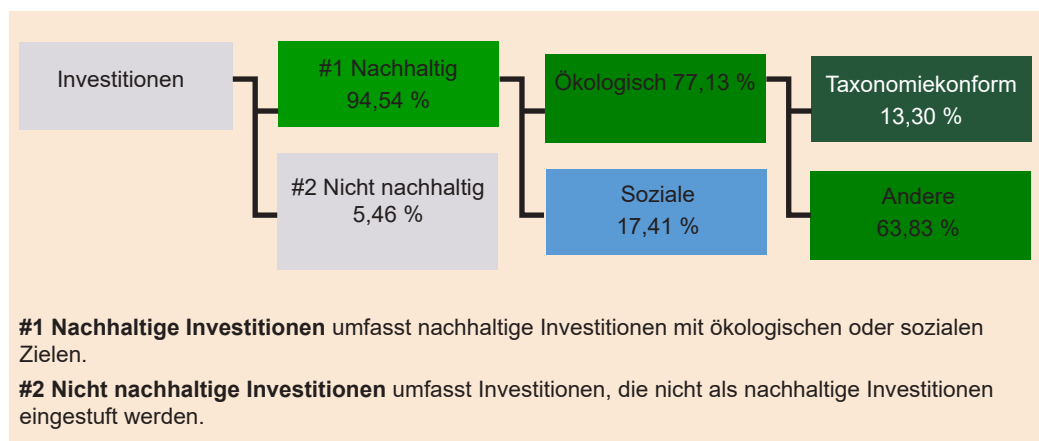 Investitionen
#1 Nachhaltig
94,54 %
#2 Nicht nachhaltig
5,46 %
Ökologisch 77,13 %
Soziale
17,41 %
Taxonomiekonform
13,30 %
Andere
63,83 %
#1 Nachhaltige Investitionen umfasst nachhaltige Investitionen mit ökologischen oder sozialen
Zielen.
#2 Nicht nachhaltige Investitionen umfasst Investitionen, die nicht als nachhaltige Investitionen
eingestuft werden.